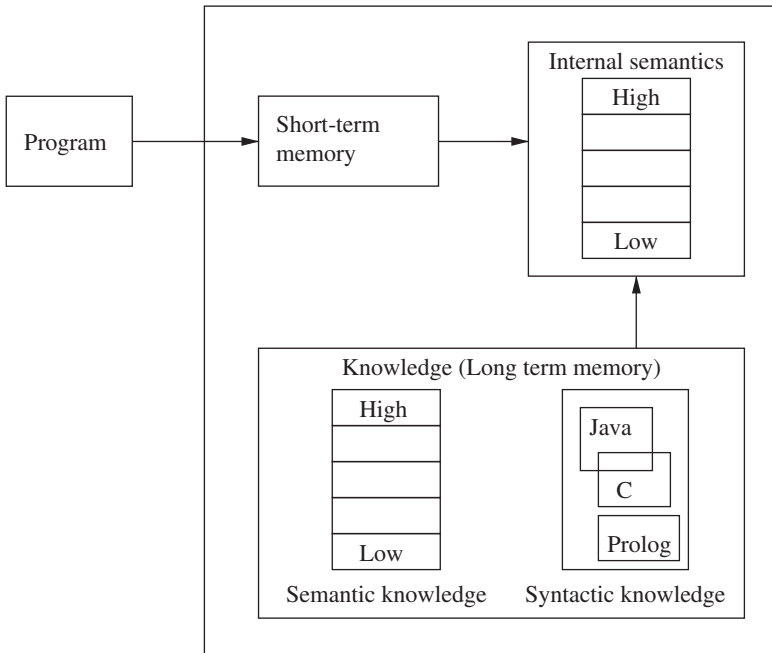 Internal semantics
High
Low
Program
Short-term
memory
Knowledge (Long term memory)
High
Low
Java
C
Prolog
Semantic knowledge
Syntactic knowledge